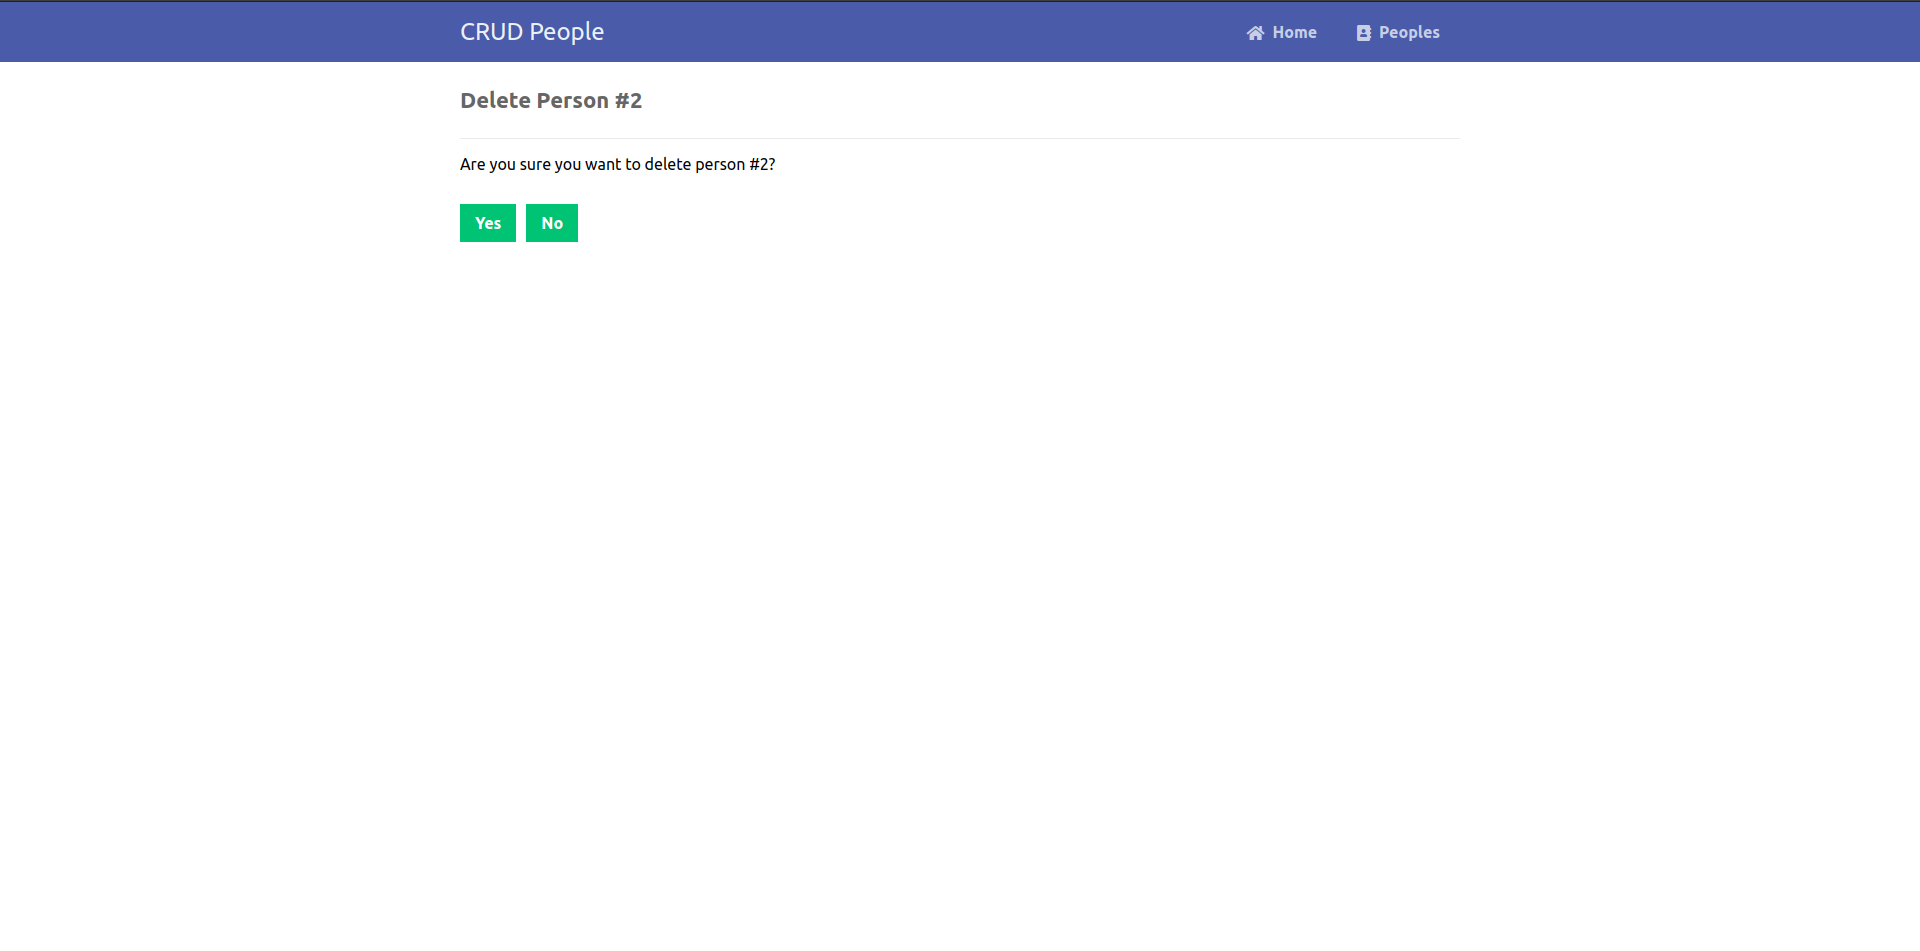 CRUD People
Home
Peoples
Delete Person #2
Are you sure you want to delete person #2?
Yes
No